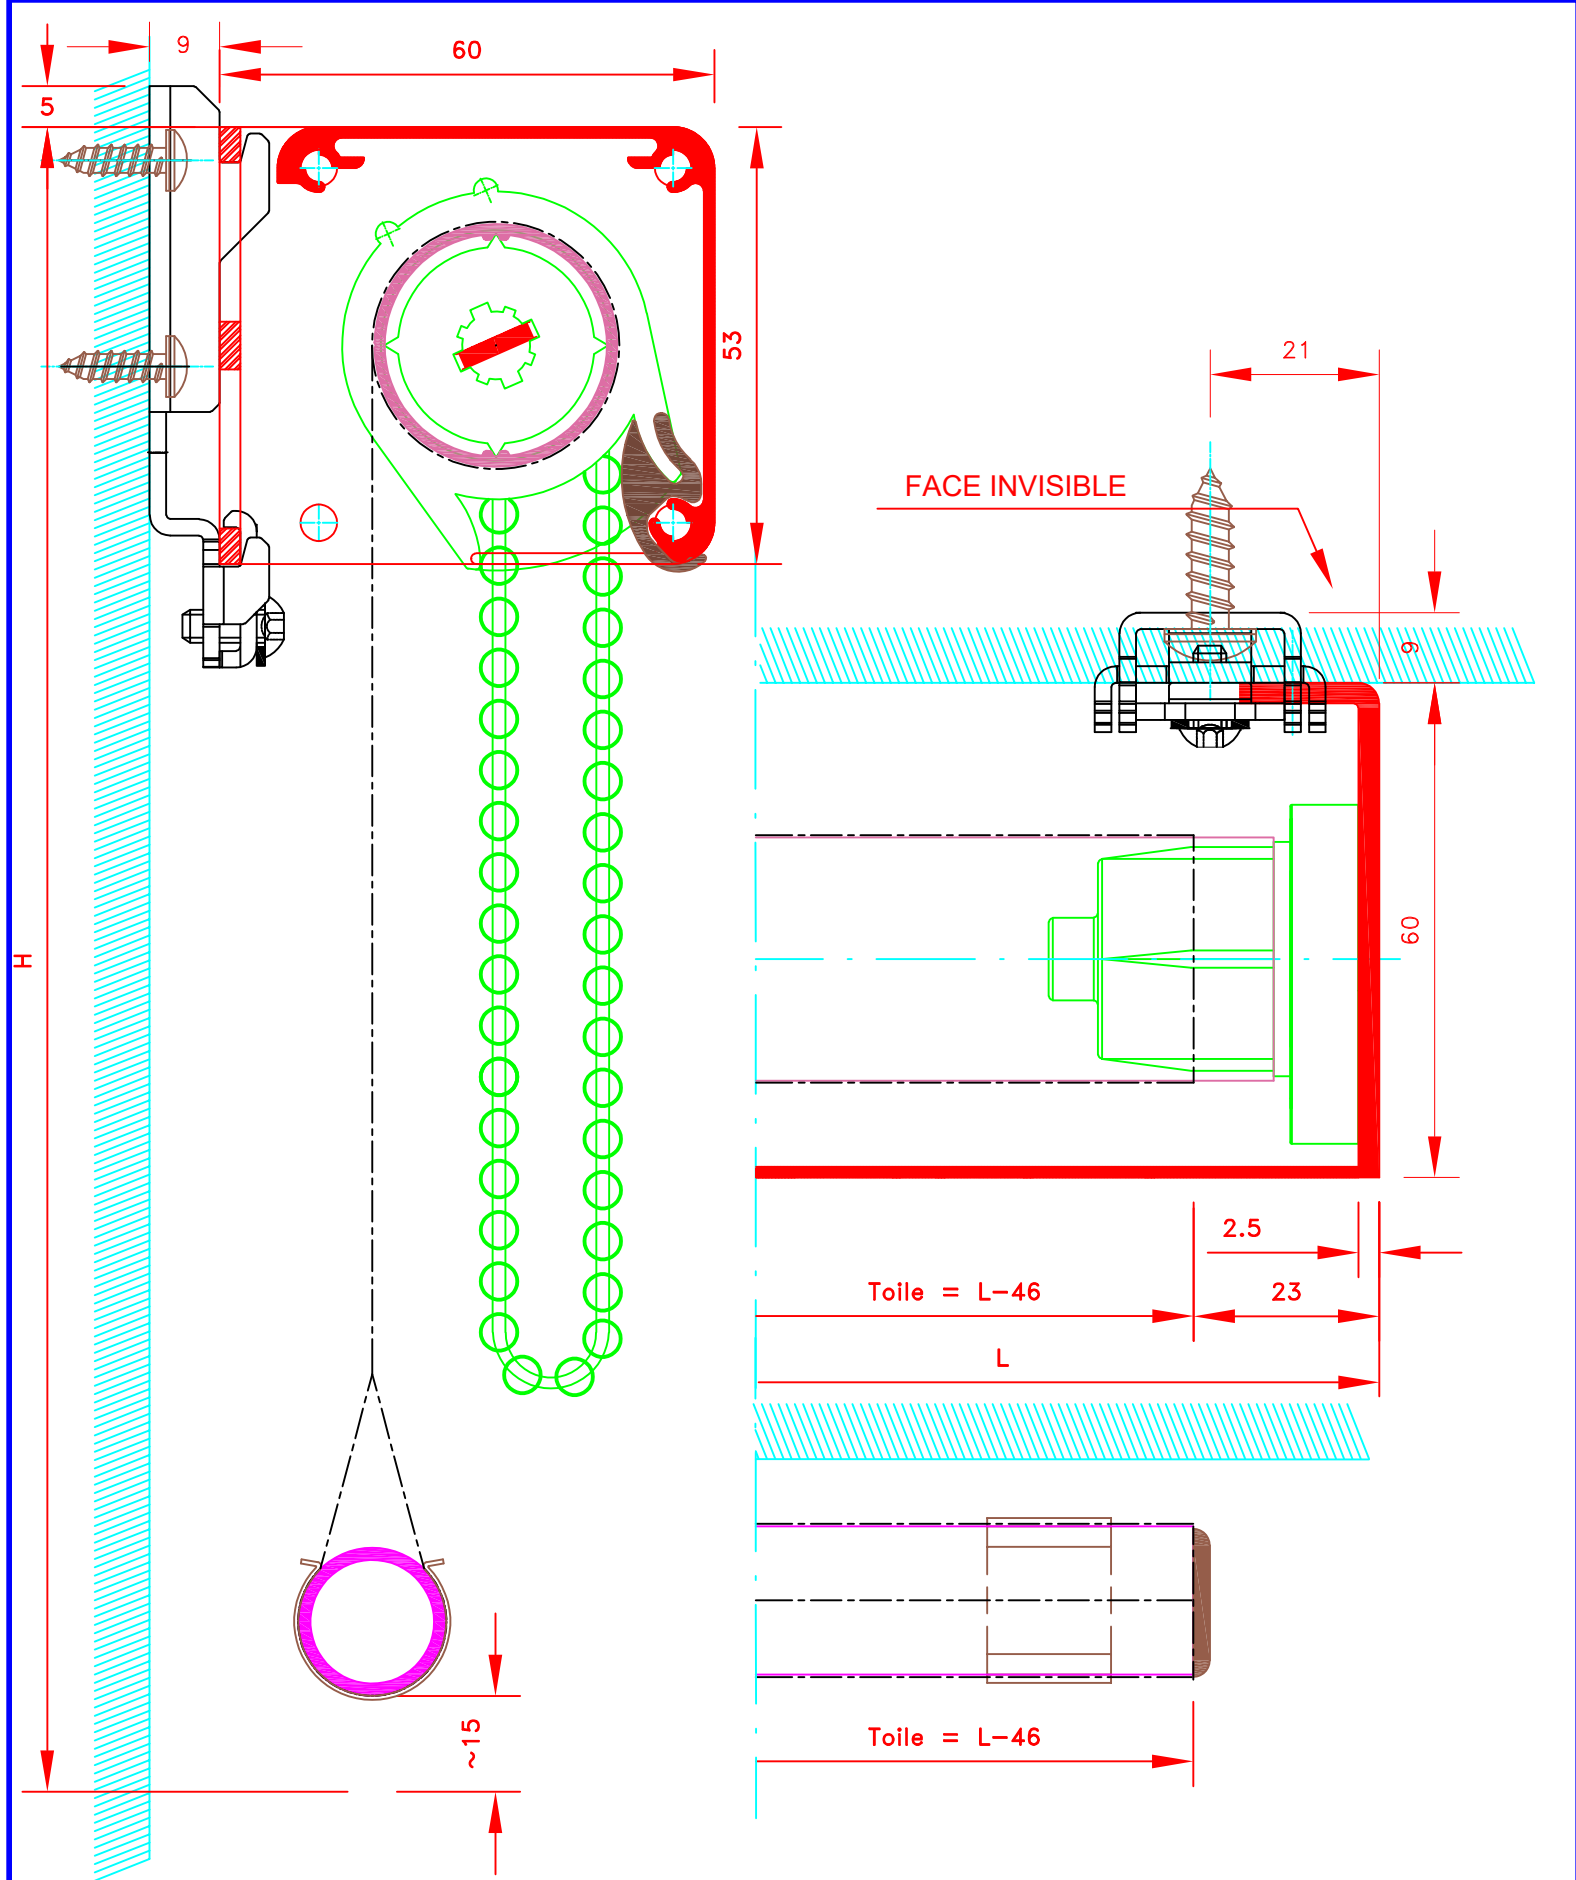 9
60
5
53
21
FACE INVISIBLE
9
H
60
2.5
Toile = L-46
23
L
~15
Toile = L-46